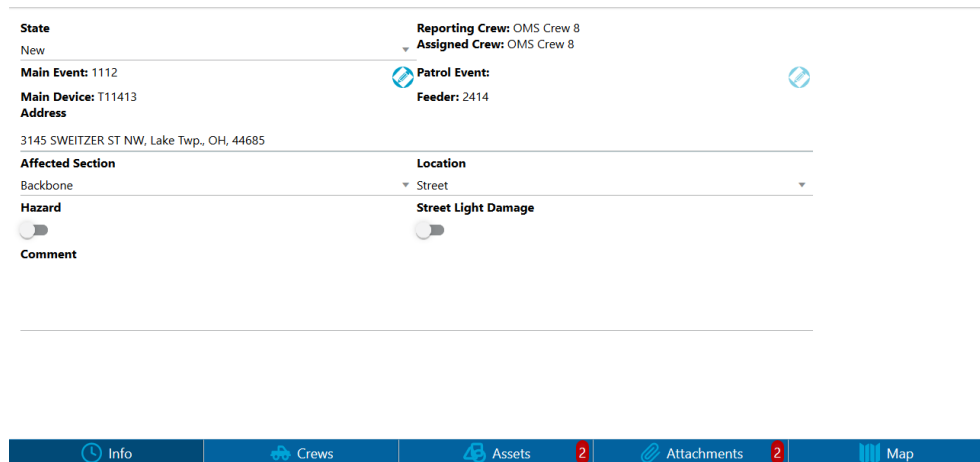 State
Reporting Crew: OMS Crew 8
New
Assigned Crew: OMS Crew 8
Main Event: 1112
Patrol Event:
Main Device: T11413
Feeder: 2414
Address
3145 SWEITZER ST NW, Lake Twp., OH, 44685
Affected Section
Location
Backbone
Street
Hazard
Street Light Damage
Comment
Info
Crews
Assets 2
Attachments 2
Map